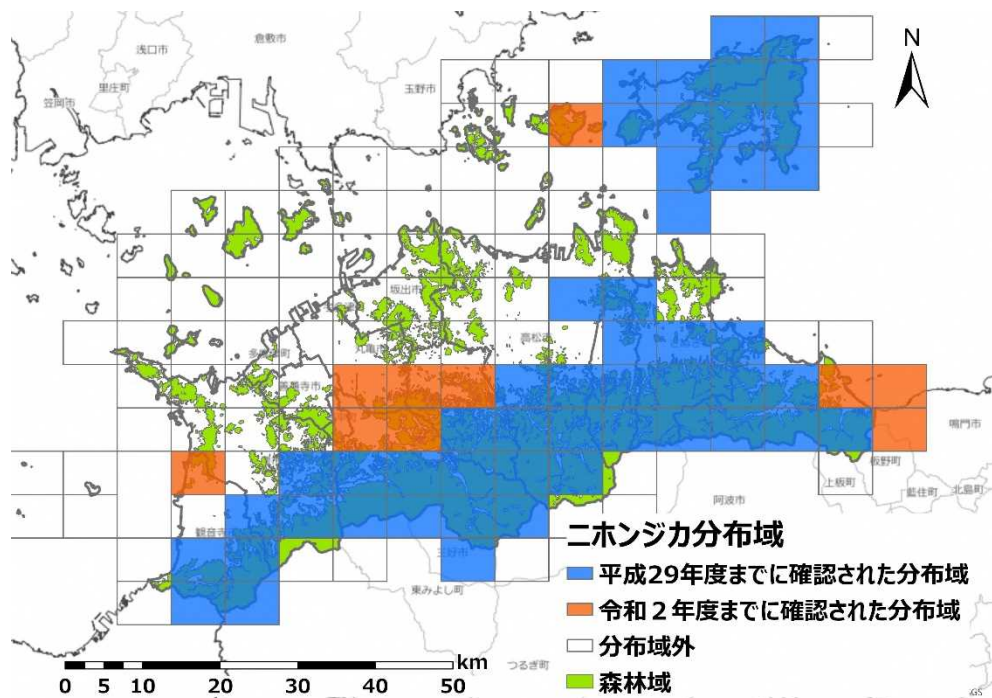 倉敷市
浅口市
里庄町
笠岡市
玉野市
N
坂出市
高松市
丸亀市
多度津町
善通寺市
鳴門市
板野町
上板町
藍住町
北島町
阿波市
観音寺
三好市
東みよし町
つるぎ町
ニホンジカ分布域
平成29年度までに確認された分布域
令和2年度までに確認された分布域
分布域外
森林域
km
0 5 10 20 30 40 50